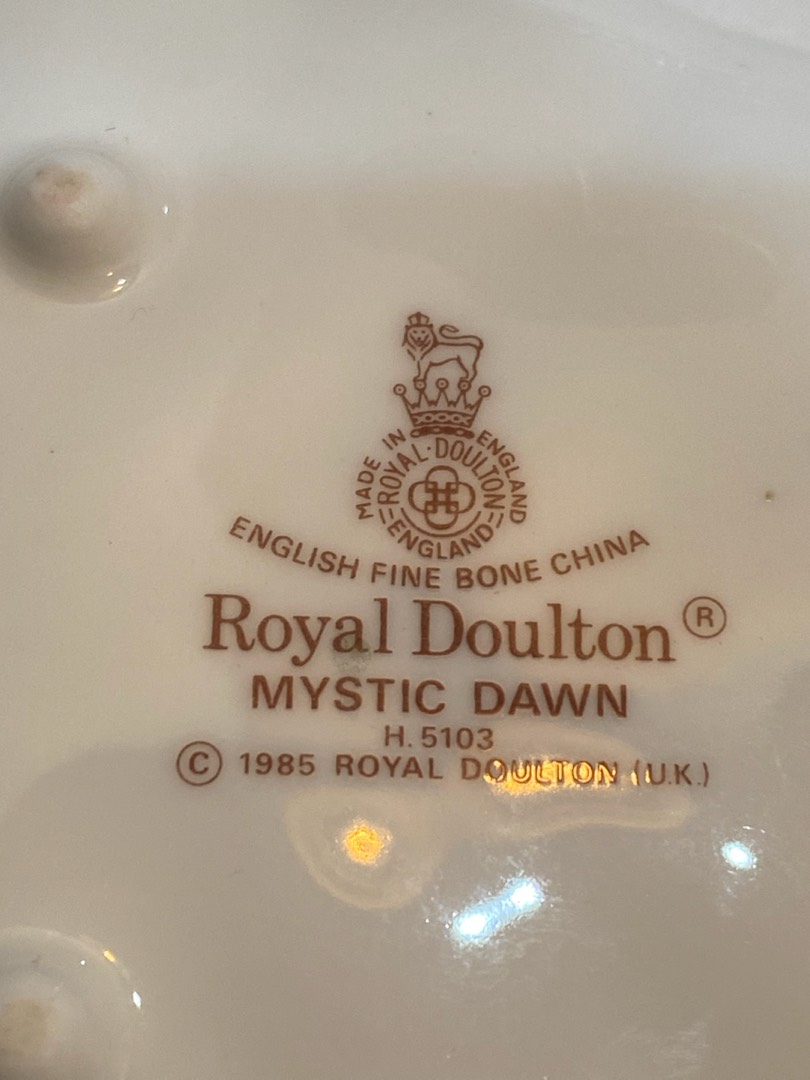 MADE IN ENGLAND
ROYAL·DOULTON
ENGLAND
ENGLISH FINE BONE CHINA
Royal Doulton®
MYSTIC DAWN
H. 5103
© 1985 ROYAL DOULTON (U.K.)